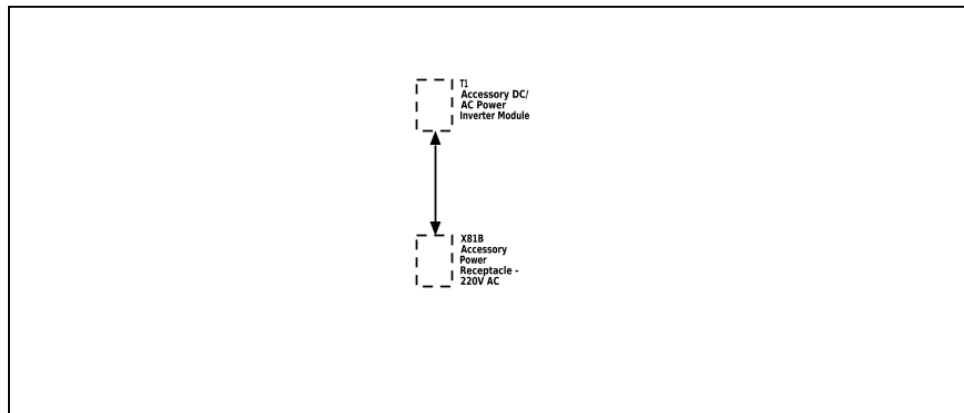 T1
Accessory DC/
AC Power
Inverter Module
X81B
Accessory
Power
Receptacle -
220V AC